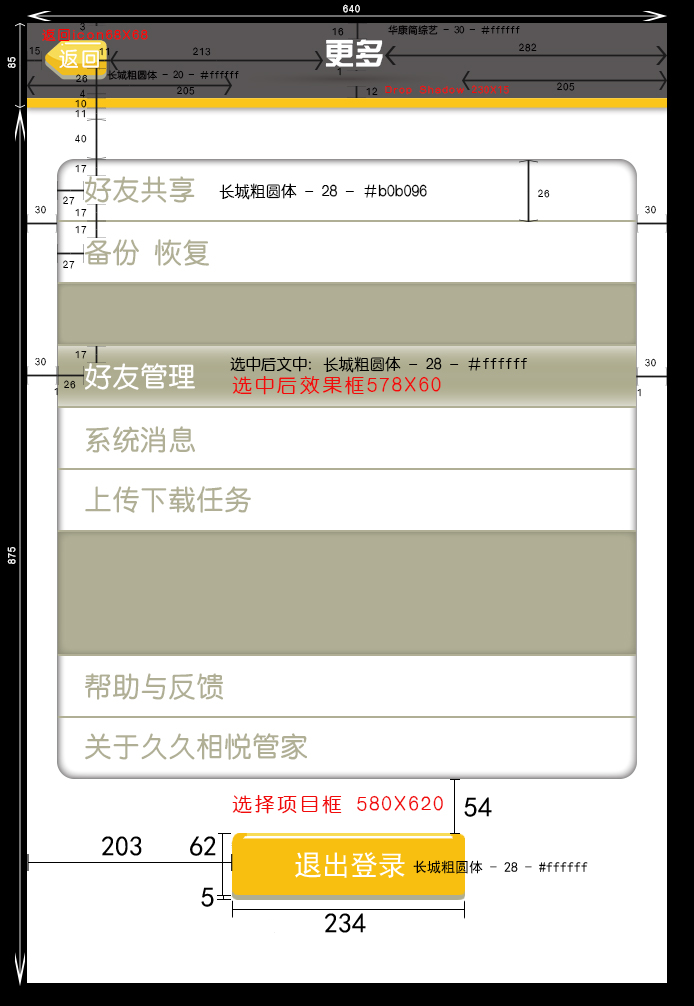 640
返回icon68X38
3
16
华康简综艺 - 30 - #ffffff
15
返回
11
213
更多
282
85
26
长城粗圆体 - 20 - #ffffff
1
205
12
205
4
10
11
40
17
好友共享
长城粗圆体 - 28 - #b0b096
26
27
30
17
30
17
备份 恢复
27
选中后文中: 长城粗圆体 - 28 - #ffffff
30
17
30
好友管理
选中后效果框578X60
26
1
1
系统消息
上传下载任务
875
帮助与反馈
关于久久相悦管家
选择项目框 580X620
54
203
62
退出登录
长城粗圆体 - 28 - #ffffff
5
234